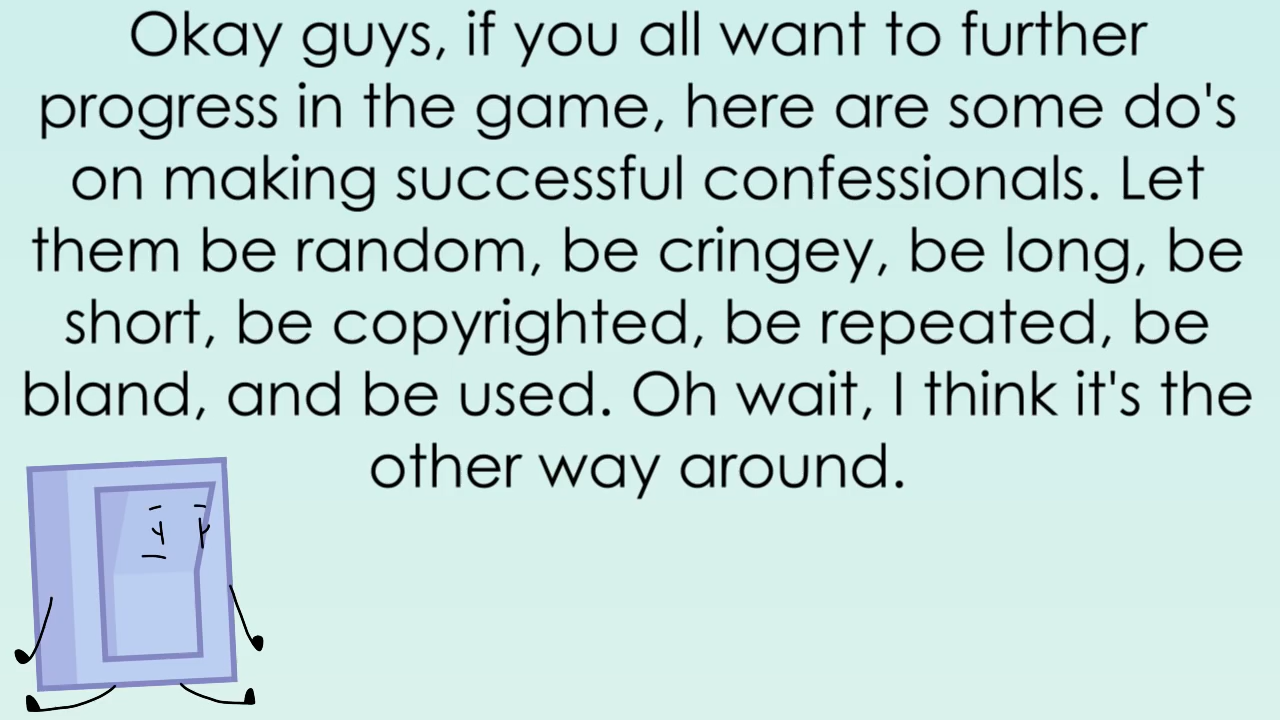 Okay guys, if you all want to further
progress in the game, here are some do's
on making successful confessionals. Let
them be random, be cringey, be long, be
short, be copyrighted, be repeated, be
bland, and be used. Oh wait, I think it's the
other way around.